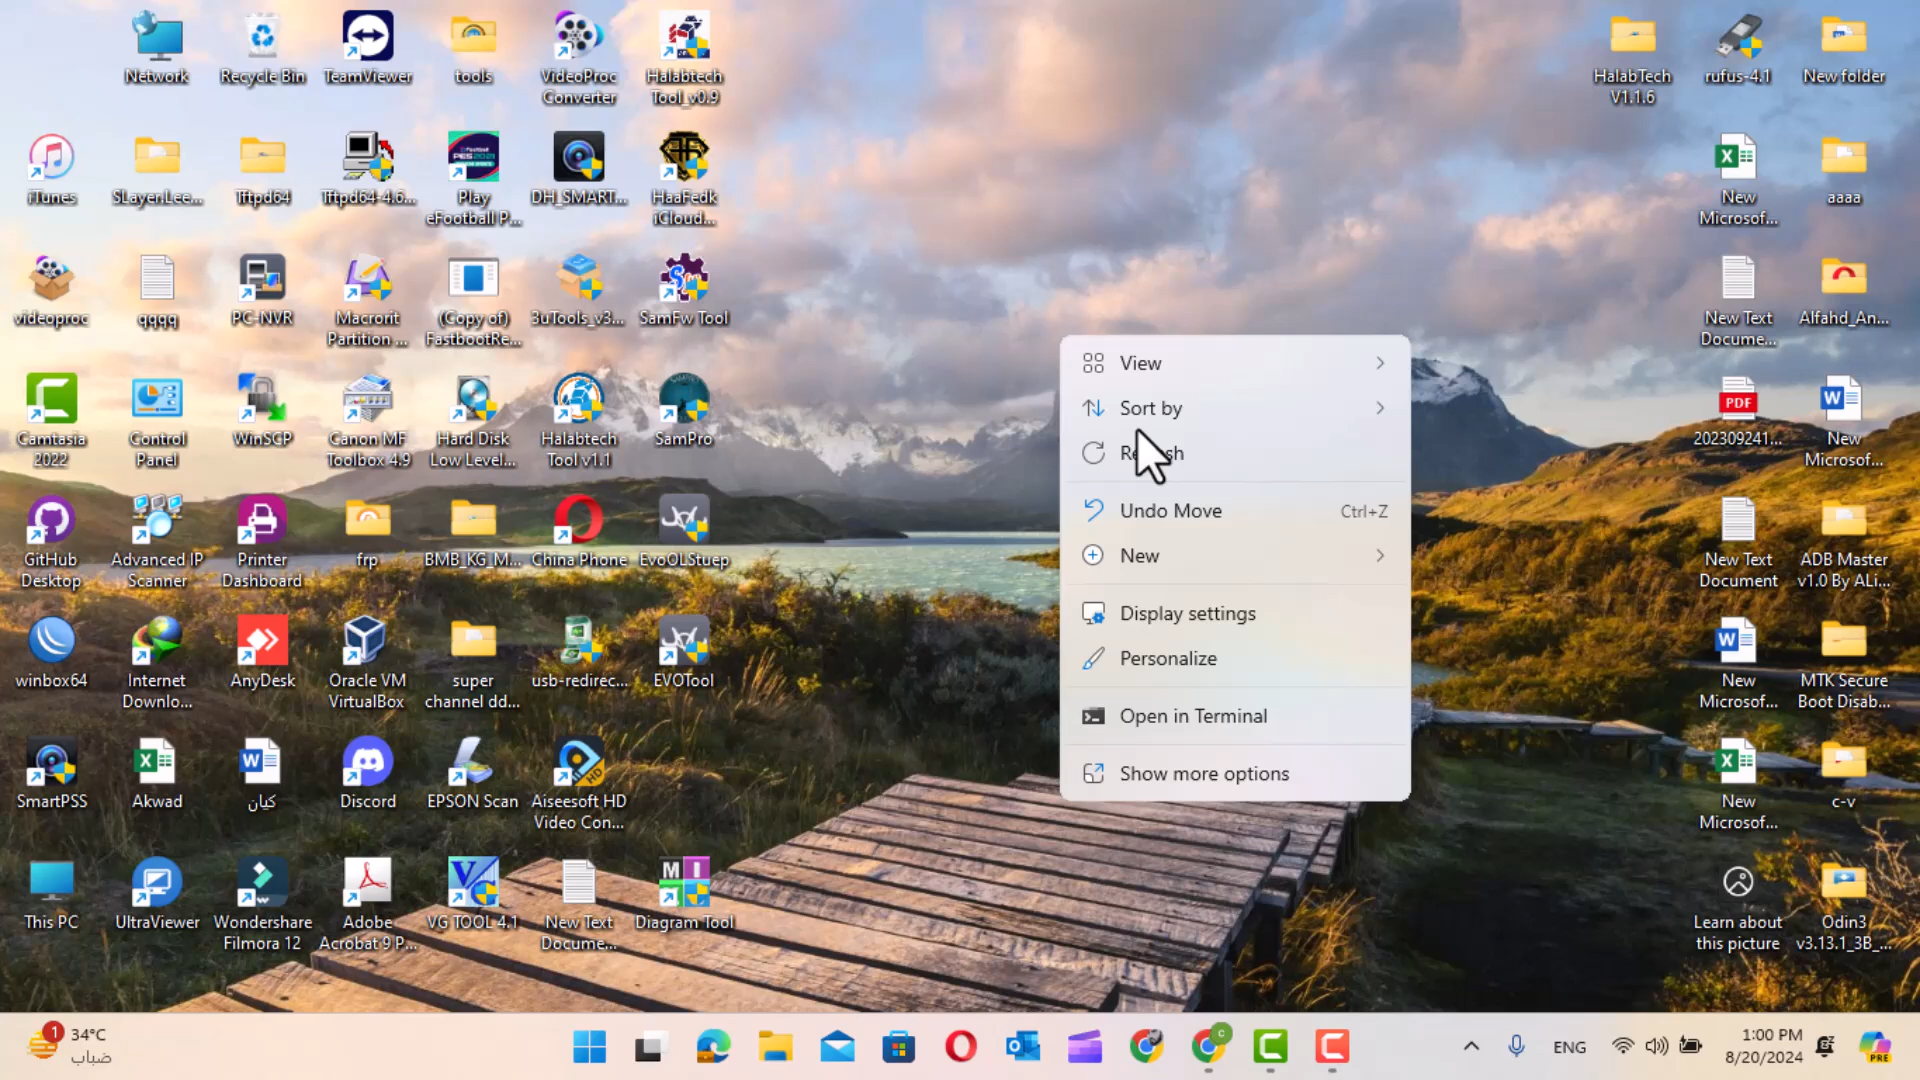 Network
Recycle Bin
TeamViewer
tools
VideoProc
Converter
Halabtech
Tool_v0.9
HalabTech
V1.1.6
rufus-4.1
New folder
iTunes
SLayer.Lee...
Tftpd64
Tftpd64-4.6...
Play
eFootball P...
DH_SMART...
HaaFedk
iCloud...
New
Microsof...
aaaa
videoproc
qqqq
PC-NVR
Macrorit
Partition ...
(Copy of)
FastbootRe...
3uTools_v3...
SamFw Tool
New Text
Docume...
Alfahd_An...
Camtasia
2022
Control
Panel
WinSCP
Canon MF
Toolbox 4.9
Hard Disk
Low Level...
Halabtech
Tool v1.1
SamPro
PDF
202309241...
New
Microsof...
GitHub
Desktop
Advanced IP
Scanner
Printer
Dashboard
frp
BMB_KG_M...
China Phone
EvoOLStuep
New Text
Document
ADB Master
v1.0 By ALi...
winbox64
Internet
Downlo...
AnyDesk
Oracle VM
VirtualBox
super
channel dd...
usb-redirec...
EVOTool
New
Microsof...
MTK Secure
Boot Disab...
SmartPSS
Akwad
كيان
Discord
EPSON Scan
Aiseesoft HD
Video Con...
New
Microsof...
c-v
This PC
UltraViewer
Wondershare
Filmora 12
Adobe
Acrobat 9 P...
VG TOOL 4.1
New Text
Docume...
Diagram Tool
Learn about
this picture
Odin3
v3.13.1_3B_...
View
Sort by
Undo Move Ctrl+Z
New
Display settings
Personalize
Open in Terminal
Show more options
1
34°C
ضباب
ENG
1:00 PM
8/20/2024
PRE